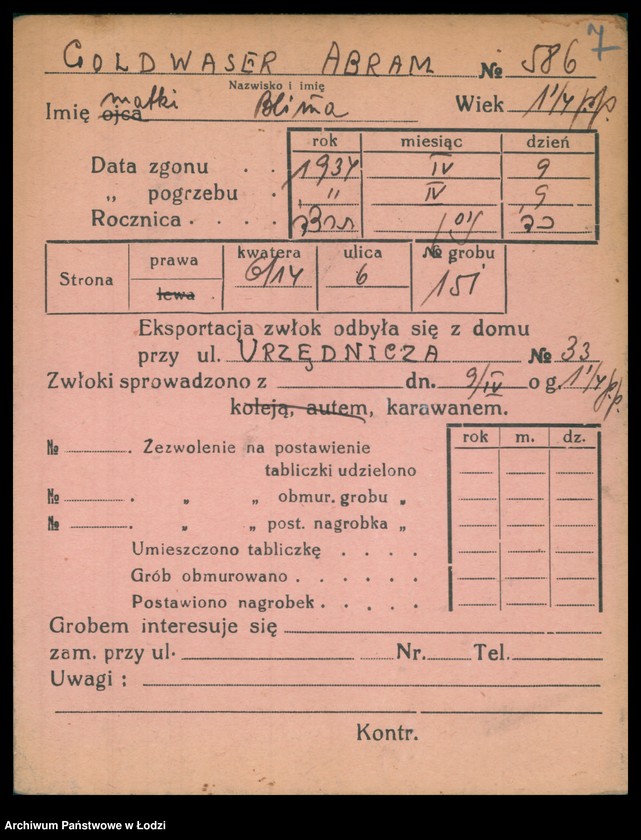 GOLDWASER ABRAM № 586 7
Nazwisko i imię
Imię ojca matki Blima Wiek
rok miesiąc dzień
Data zgonu . . 1937 IV 9
„ pogrzebu . „ IV 9
Rocznica . . . .
Strona prawa lewa kwatera ulica 6 № grobu 151
Eksportacja zwłok odbyła się z domu
przy ul. URZĘDNICZA № 33
Zwłoki sprowadzono z dn. 9/IV o g.
koleją, autem, karawanem.
rok m. dz.
№ . Zezwolenie na postawienie
tabliczki udzielono
№ . „ „ obmur. grobu „
№ . „ „ post. nagrobka „
Umieszczono tabliczkę . . . .
Grób obmurowano . . . . .
Postawiono nagrobek . . . .
Grobem interesuje się
zam. przy ul. Nr. Tel.
Uwagi :
Kontr.
Archiwum Państwowe w Łodzi